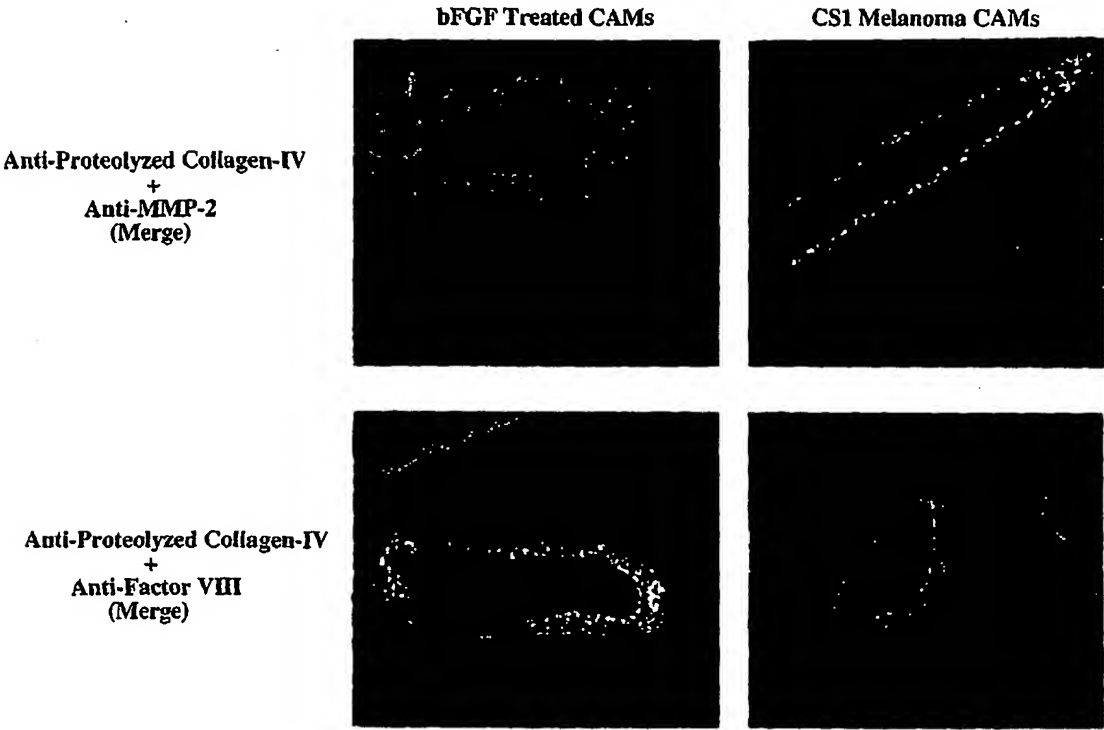 bFGF Treated CAMs
CS1 Melanoma CAMs
Anti-Proteolyzed Collagen-IV
+
Anti-MMP-2
(Merge)
Anti-Proteolyzed Collagen-IV
+
Anti-Factor VIII
(Merge)